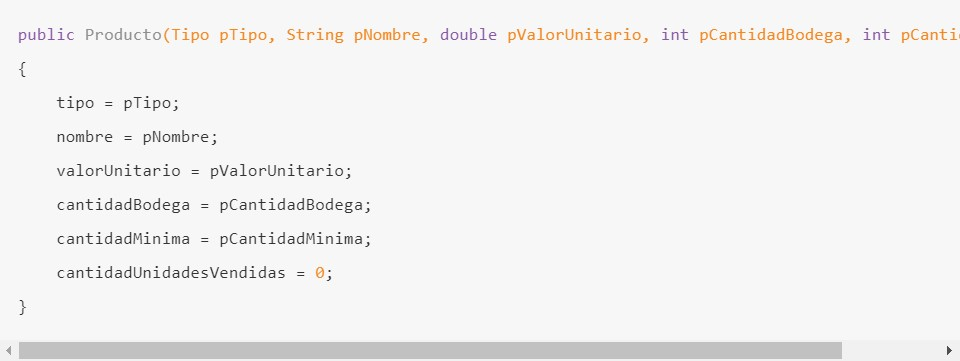 public Producto(Tipo pTipo, String pNombre, double pValorUnitario, int pCantidadBodega, int pCanti
{
tipo = pTipo;
nombre = pNombre;
valorUnitario = pValorUnitario;
cantidadBodega = pCantidadBodega;
cantidadMinima = pCantidadMinima;
cantidadUnidadesVendidas = 0;
}